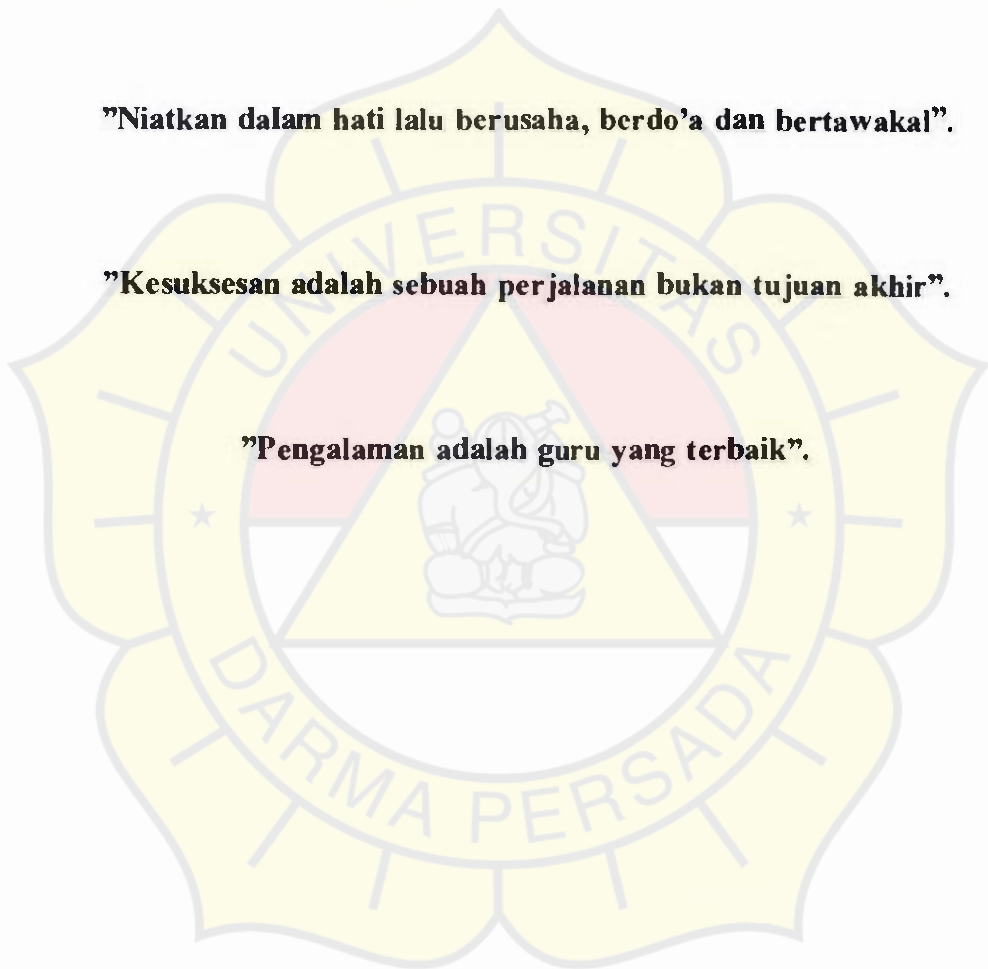 ”Niatkan dalam hati lalu berusaha, berdo’a dan bertawakal”.
UNIVERSITAS
”Kesuksesan adalah sebuah perjalanan bukan tujuan akhir”.
”Pengalaman adalah guru yang terbaik”.
DARMA PERSADA